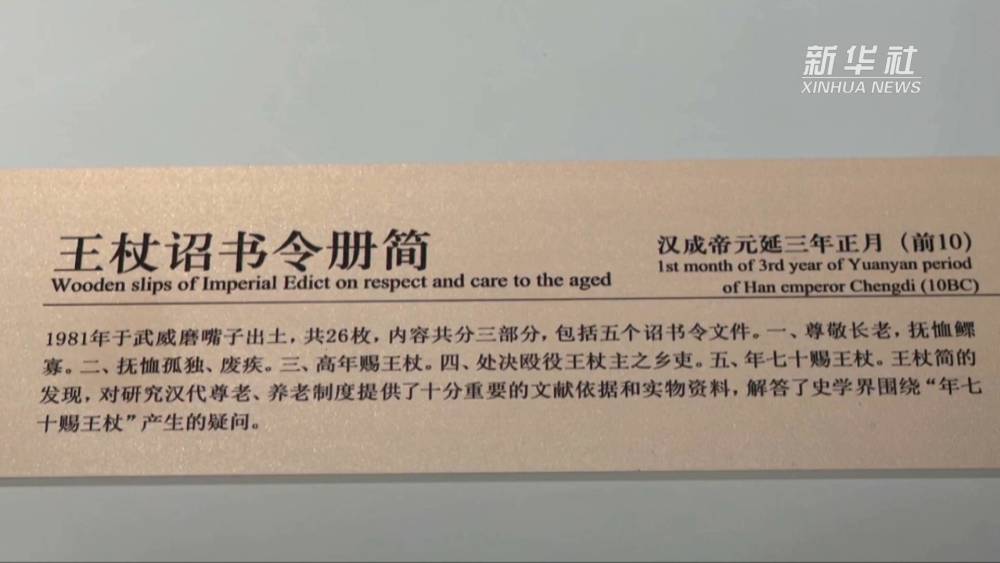 新华社
XINHUA NEWS
王杖诏书令册简
Wooden slips of Imperial Edict on respect and care to the aged
汉成帝元延三年正月（前10）
1st month of 3rd year of Yuanyan period
of Han emperor Chengdi (10BC)
1981年于武威磨嘴子出土，共26枚，内容共分三部分，包括五个诏书令文件。一、尊敬长老，抚恤鳏
寡。二、抚恤孤独、废疾。三、高年赐王杖。四、处决殴役王杖主之乡吏。五、年七十赐王杖。王杖简的
发现，对研究汉代尊老、养老制度提供了十分重要的文献依据和实物资料，解答了史学界围绕“年七
十赐王杖”产生的疑问。